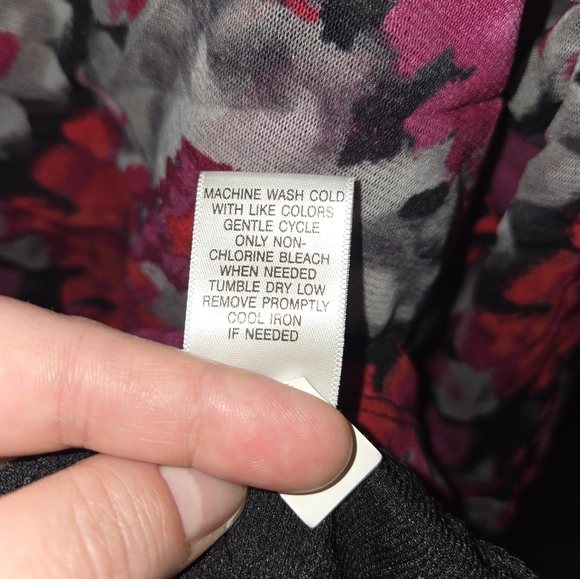 MACHINE WASH COLD
WITH LIKE COLORS
GENTLE CYCLE
ONLY NON-
CHLORINE BLEACH
WHEN NEEDED
TUMBLE DRY LOW
REMOVE PROMPTLY
COOL IRON
IF NEEDED